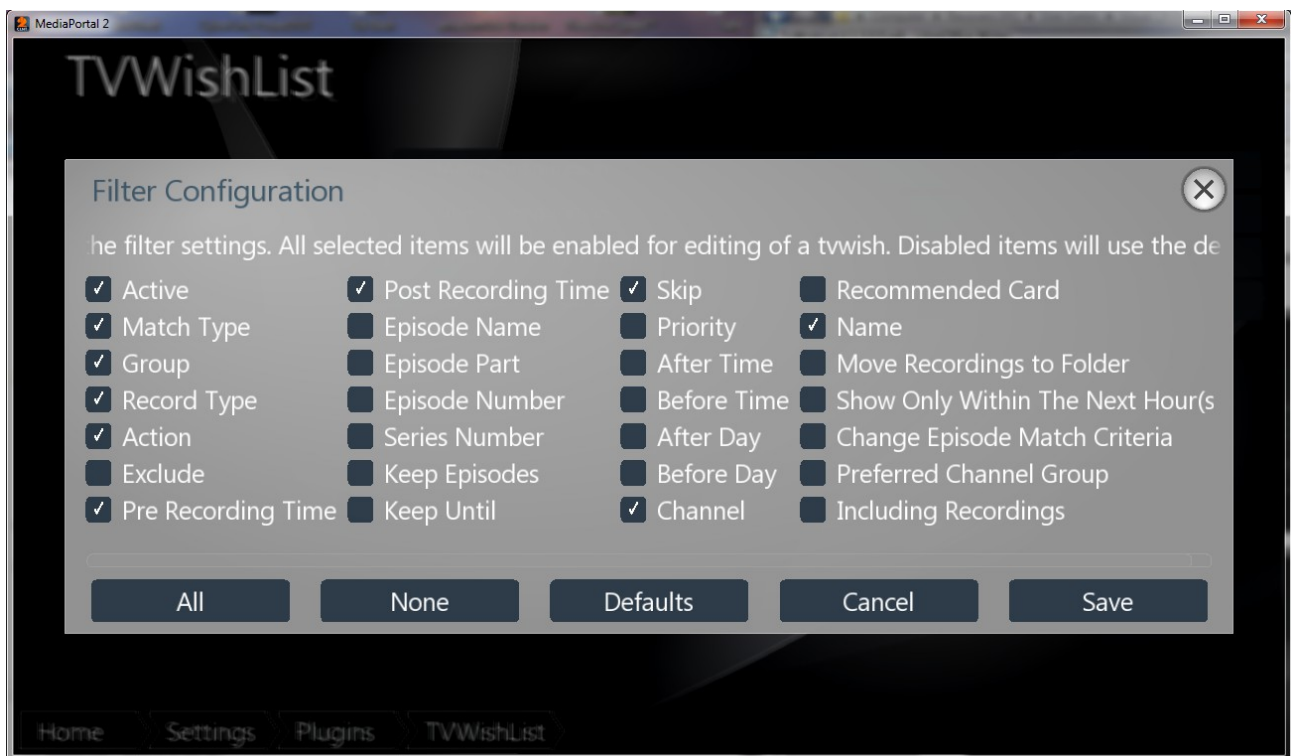 MediaPortal 2
TVWishList
Filter Configuration
he filter settings. All selected items will be enabled for editing of a tvwish. Disabled items will use the de
Active Post Recording Time Skip Recommended Card
Match Type Episode Name Priority Name
Group Episode Part After Time Move Recordings to Folder
Record Type Episode Number Before Time Show Only Within The Next Hour(s
Action Series Number After Day Change Episode Match Criteria
Exclude Keep Episodes Before Day Preferred Channel Group
Pre Recording Time Keep Until Channel Including Recordings
All None Defaults Cancel Save
Home Settings Plugins TVWishList